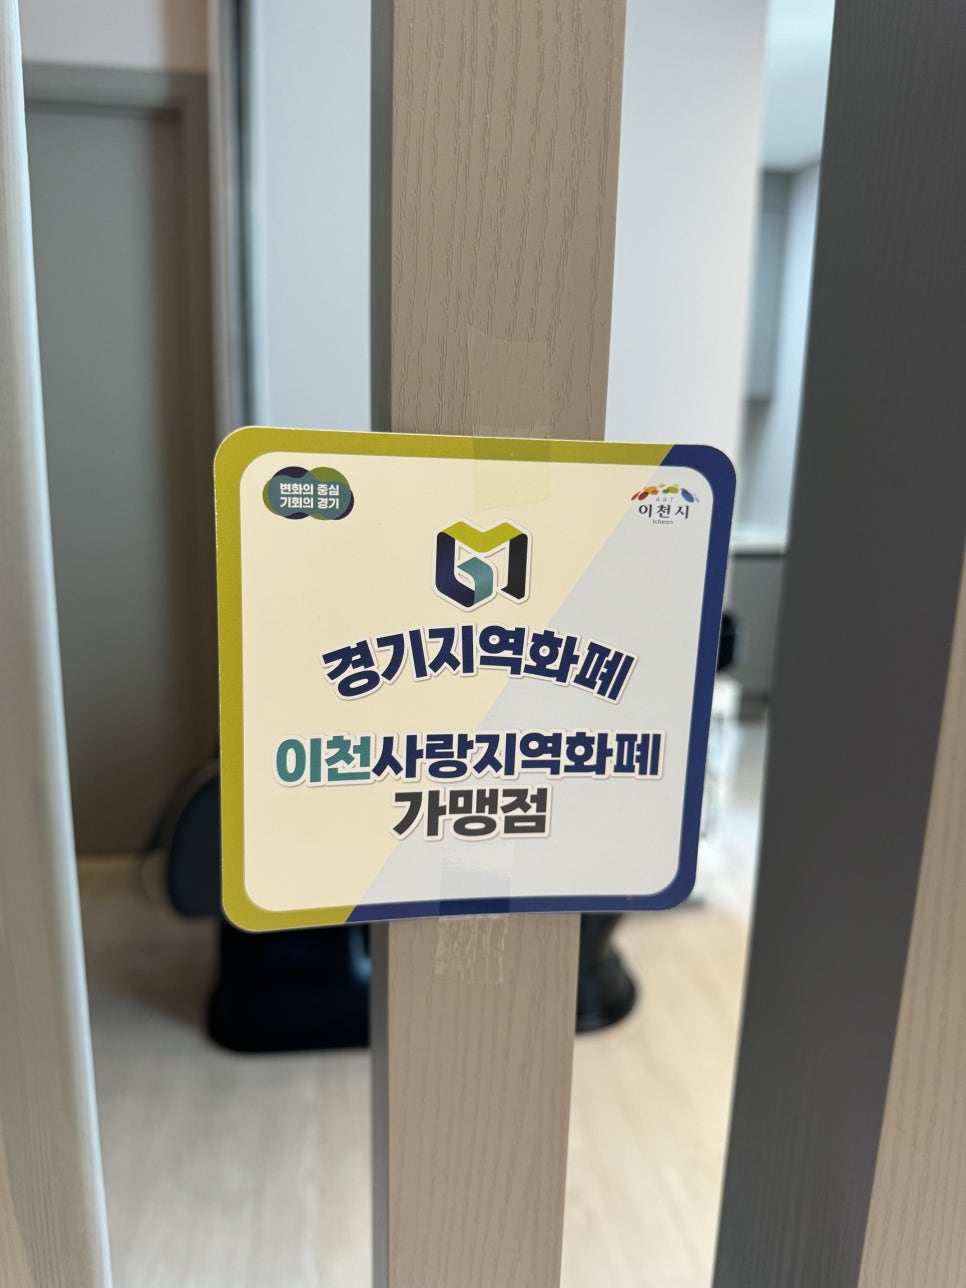 변화의 중심
기회의 경기
ART
이천시
Icheon
경기지역화폐
이천사랑지역화폐
가맹점